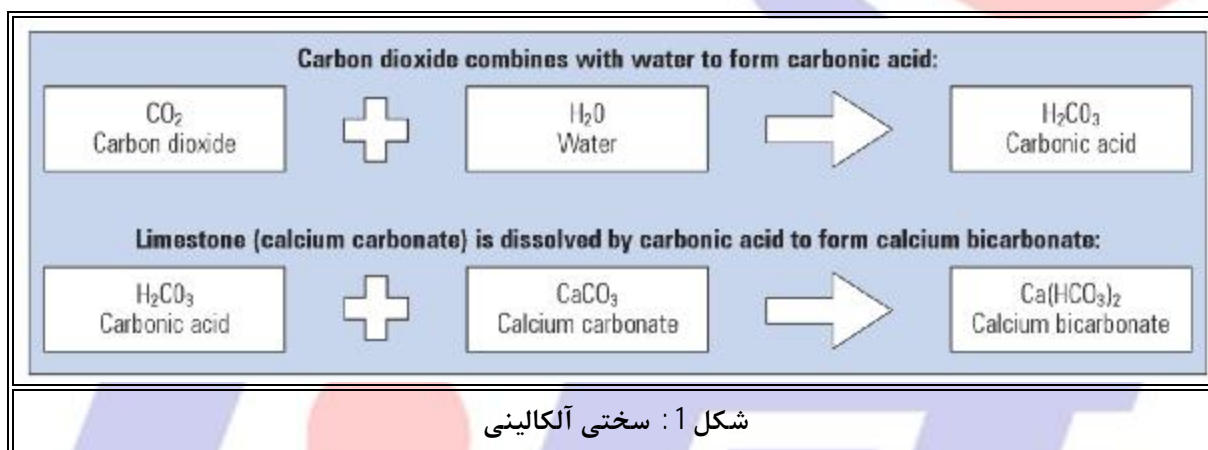 Carbon dioxide combines with water to form carbonic acid:
CO₂
Carbon dioxide
H₂0
Water
H₂C0₃
Carbonic acid
Limestone (calcium carbonate) is dissolved by carbonic acid to form calcium bicarbonate:
H₂C0₃
Carbonic acid
CaCO₃
Calcium carbonate
Ca(HCO₃)₂
Calcium bicarbonate
شکل 1: سختی آلکالینی